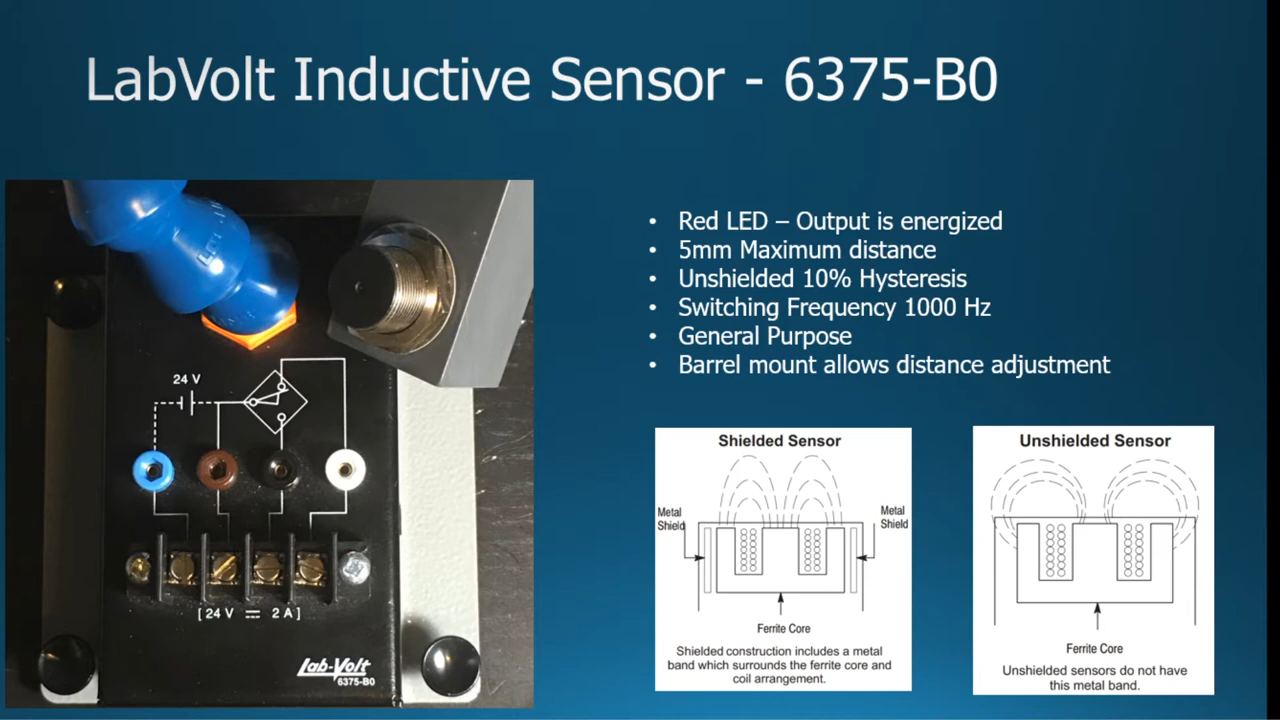 LabVolt Inductive Sensor - 6375-B0
24 V
[ 24 V ⎓ 2 A ]
Lab-Volt
6375-B0
• Red LED – Output is energized
• 5mm Maximum distance
• Unshielded 10% Hysteresis
• Switching Frequency 1000 Hz
• General Purpose
• Barrel mount allows distance adjustment
Shielded Sensor
Metal
Shield
Metal
Shield
Ferrite Core
Shielded construction includes a metal
band which surrounds the ferrite core and
coil arrangement.
Unshielded Sensor
Ferrite Core
Unshielded sensors do not have
this metal band.